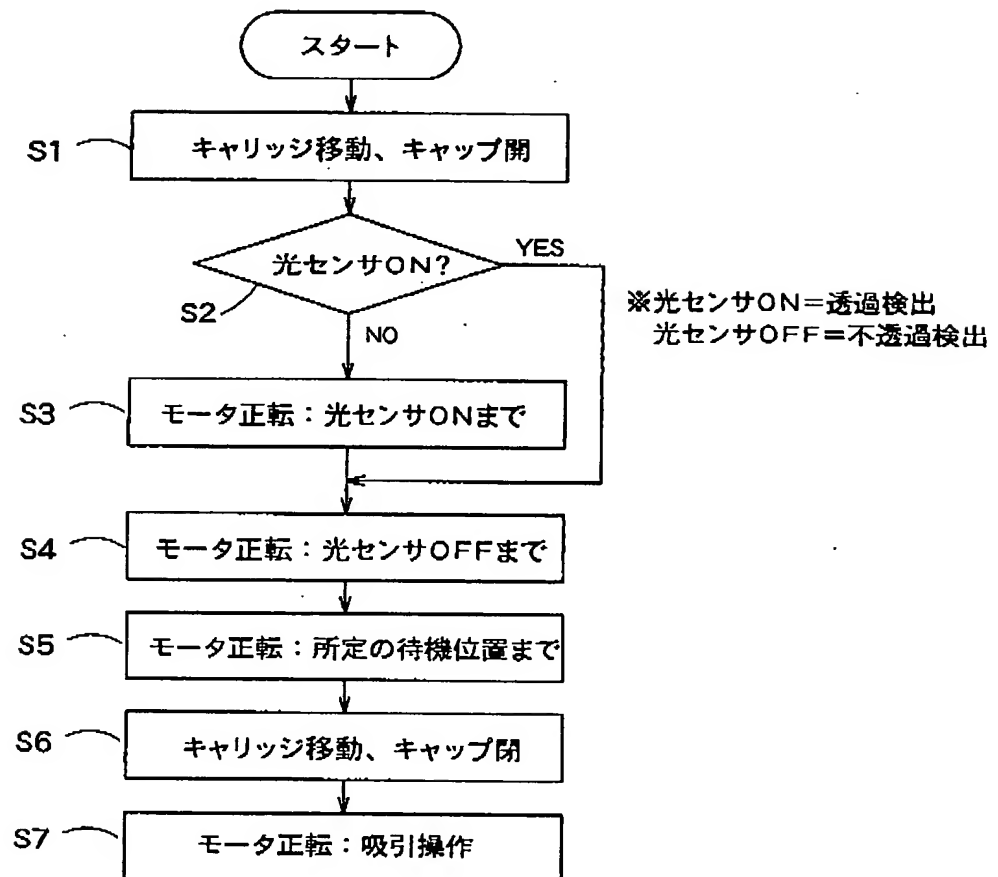 スタート
S1
キャリッジ移動、キャップ開
光センサON?
YES
S2
NO
※光センサON=透過検出
光センサOFF=不透過検出
S3
モータ正転:光センサONまで
S4
モータ正転:光センサOFFまで
S5
モータ正転:所定の待機位置まで
S6
キャリッジ移動、キャップ閉
S7
モータ正転:吸引操作